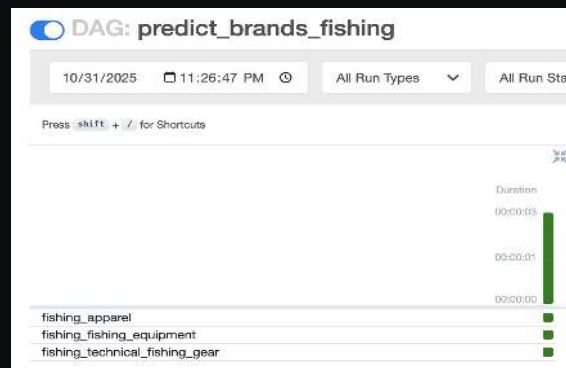 DAG: predict_brands_fishing
10/31/2025 11:26:47 PM All Run Types All Run Sta
Press shift + / for Shortcuts
Duration
00:00:03
00:00:01
00:00:00
fishing_apparel
fishing_fishing_equipment
fishing_technical_fishing_gear